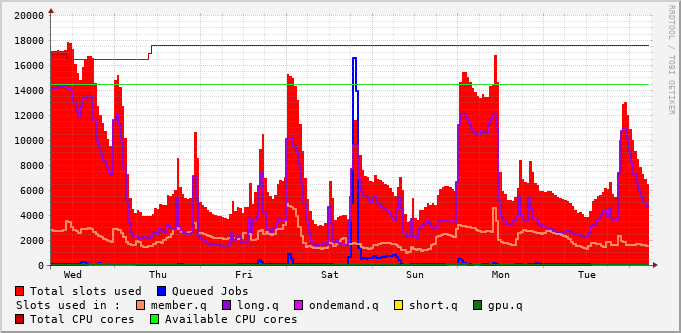 RRDTOOL / TOBI OETIKER
20000
18000
16000
14000
12000
10000
8000
6000
4000
2000
0
Wed Thu Fri Sat Sun Mon Tue
Total slots used Queued Jobs
Slots used in : member.q long.q ondemand.q short.q gpu.q
Total CPU cores Available CPU cores